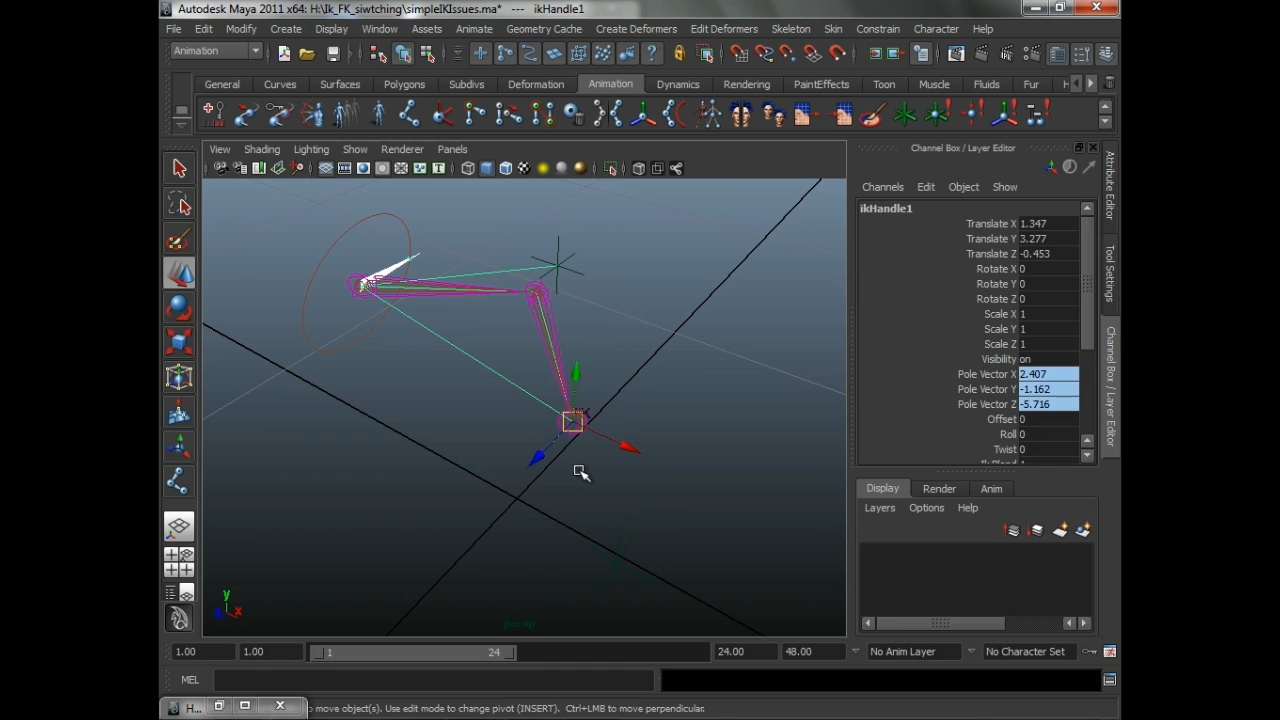 Autodesk Maya 2011 x64: H:\Ik_FK_siwtching\simpleIKIssues.ma* --- ikHandle1
File Edit Modify Create Display Window Assets Animate Geometry Cache Create Deformers Edit Deformers Skeleton Skin Constrain Character Help
Animation
General Curves Surfaces Polygons Subdivs Deformation Animation Dynamics Rendering PaintEffects Toon Muscle Fluids Fur
View Shading Lighting Show Renderer Panels
Channel Box / Layer Editor
Channels Edit Object Show
ikHandle1
Translate X 1.347
Translate Y 3.277
Translate Z -0.453
Rotate X 0
Rotate Y 0
Rotate Z 0
Scale X 1
Scale Y 1
Scale Z 1
Visibility on
Pole Vector X 2.407
Pole Vector Y -1.162
Pole Vector Z -5.716
Offset 0
Roll 0
Twist 0
Attribute Editor
Tool Settings
Channel Box / Layer Editor
Display Render Anim
Layers Options Help
y
x
persp
1.00 1.00 1 24 24.00 48.00 No Anim Layer No Character Set
MEL
H... to move object(s). Use edit mode to change pivot (INSERT). Ctrl+LMB to move perpendicular.